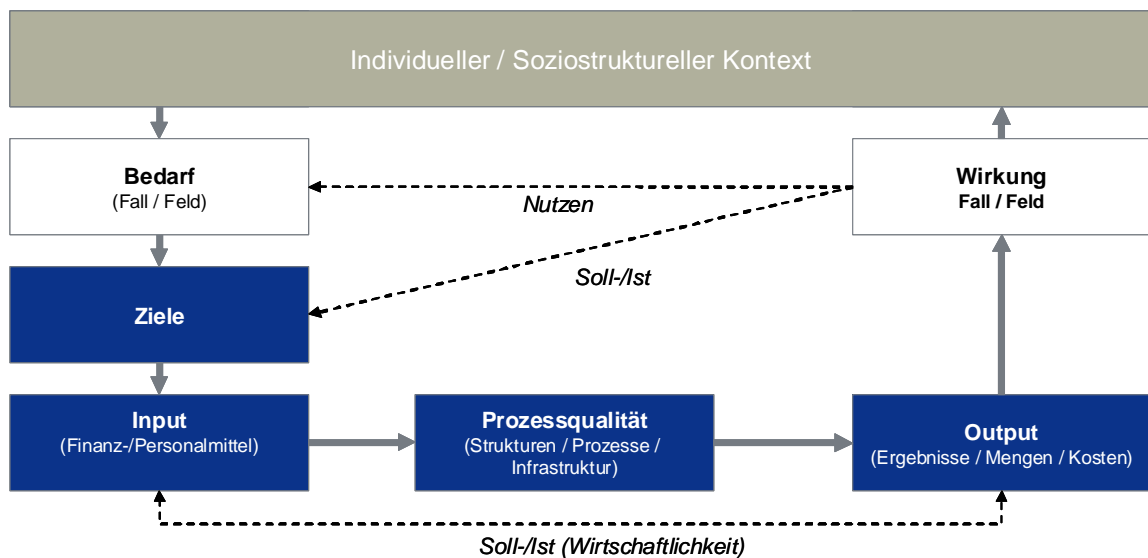 Individueller / Soziostruktureller Kontext
Bedarf
(Fall / Feld)
Nutzen
Wirkung
Fall / Feld
Soll-/Ist
Ziele
Input
(Finanz-/Personalmittel)
Prozessqualität
(Strukturen / Prozesse /
Infrastruktur)
Output
(Ergebnisse / Mengen / Kosten)
Soll-/Ist (Wirtschaftlichkeit)